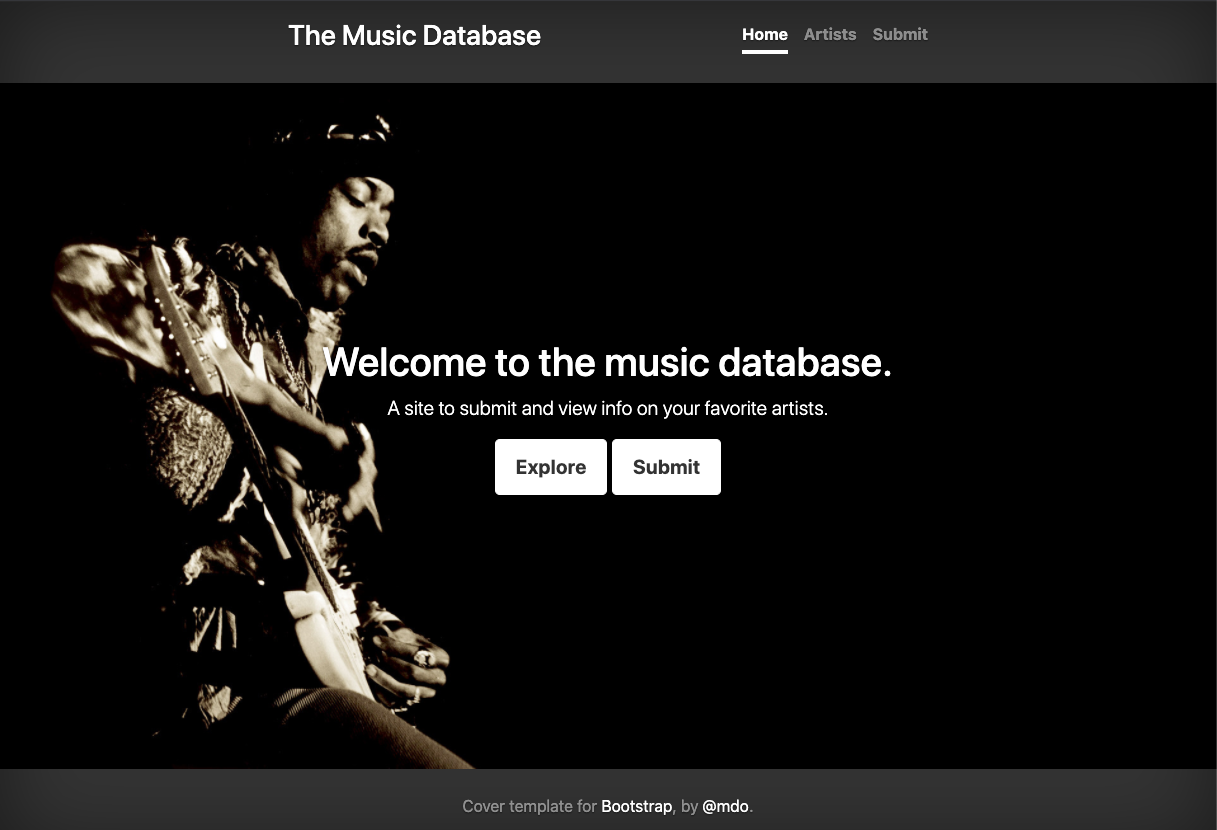 The Music Database
Home Artists Submit
Welcome to the music database.
A site to submit and view info on your favorite artists.
Explore Submit
Cover template for Bootstrap, by @mdo.